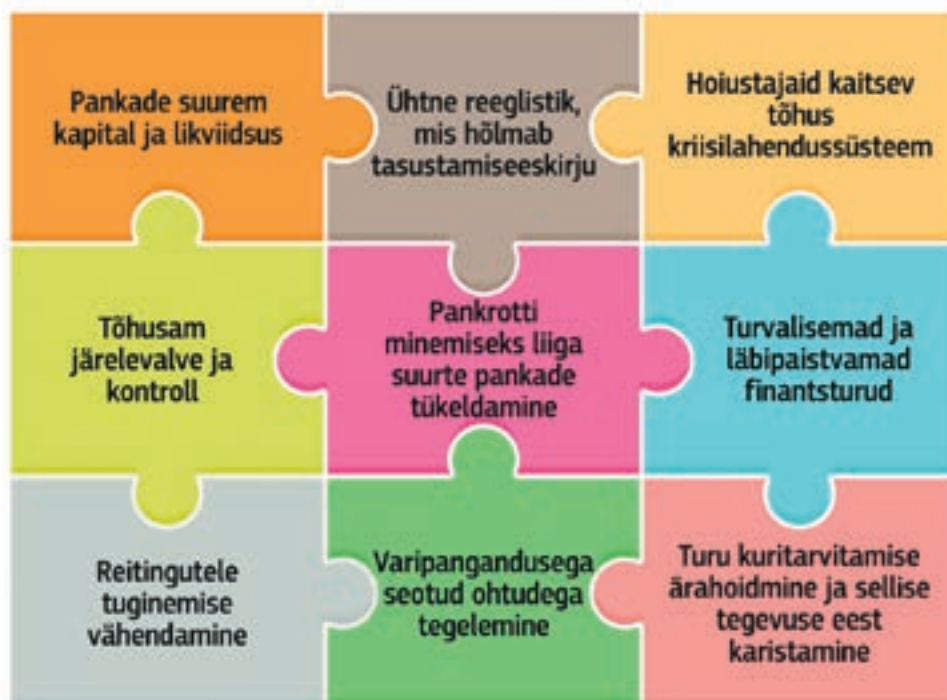 Pankade suurem
kapital ja likviidsus
Ühtne reeglistik,
mis hõlmab
tasustamiseeskirju
Hoiustajaid kaitsev
tõhus
kriisilahendussüsteem
Tõhusam
järelevalve ja
kontroll
Pankrotti
minemiseks liiga
suurte pankade
tükeldamine
Turvalisemad ja
läbipaistvamad
finantsturud
Reitingutele
tuginemise
vähendamine
Varipangandusega
seotud ohtudega
tegelemine
Turu kuritarvitamise
ärahoidmine ja sellise
tegevuse eest
karistamine